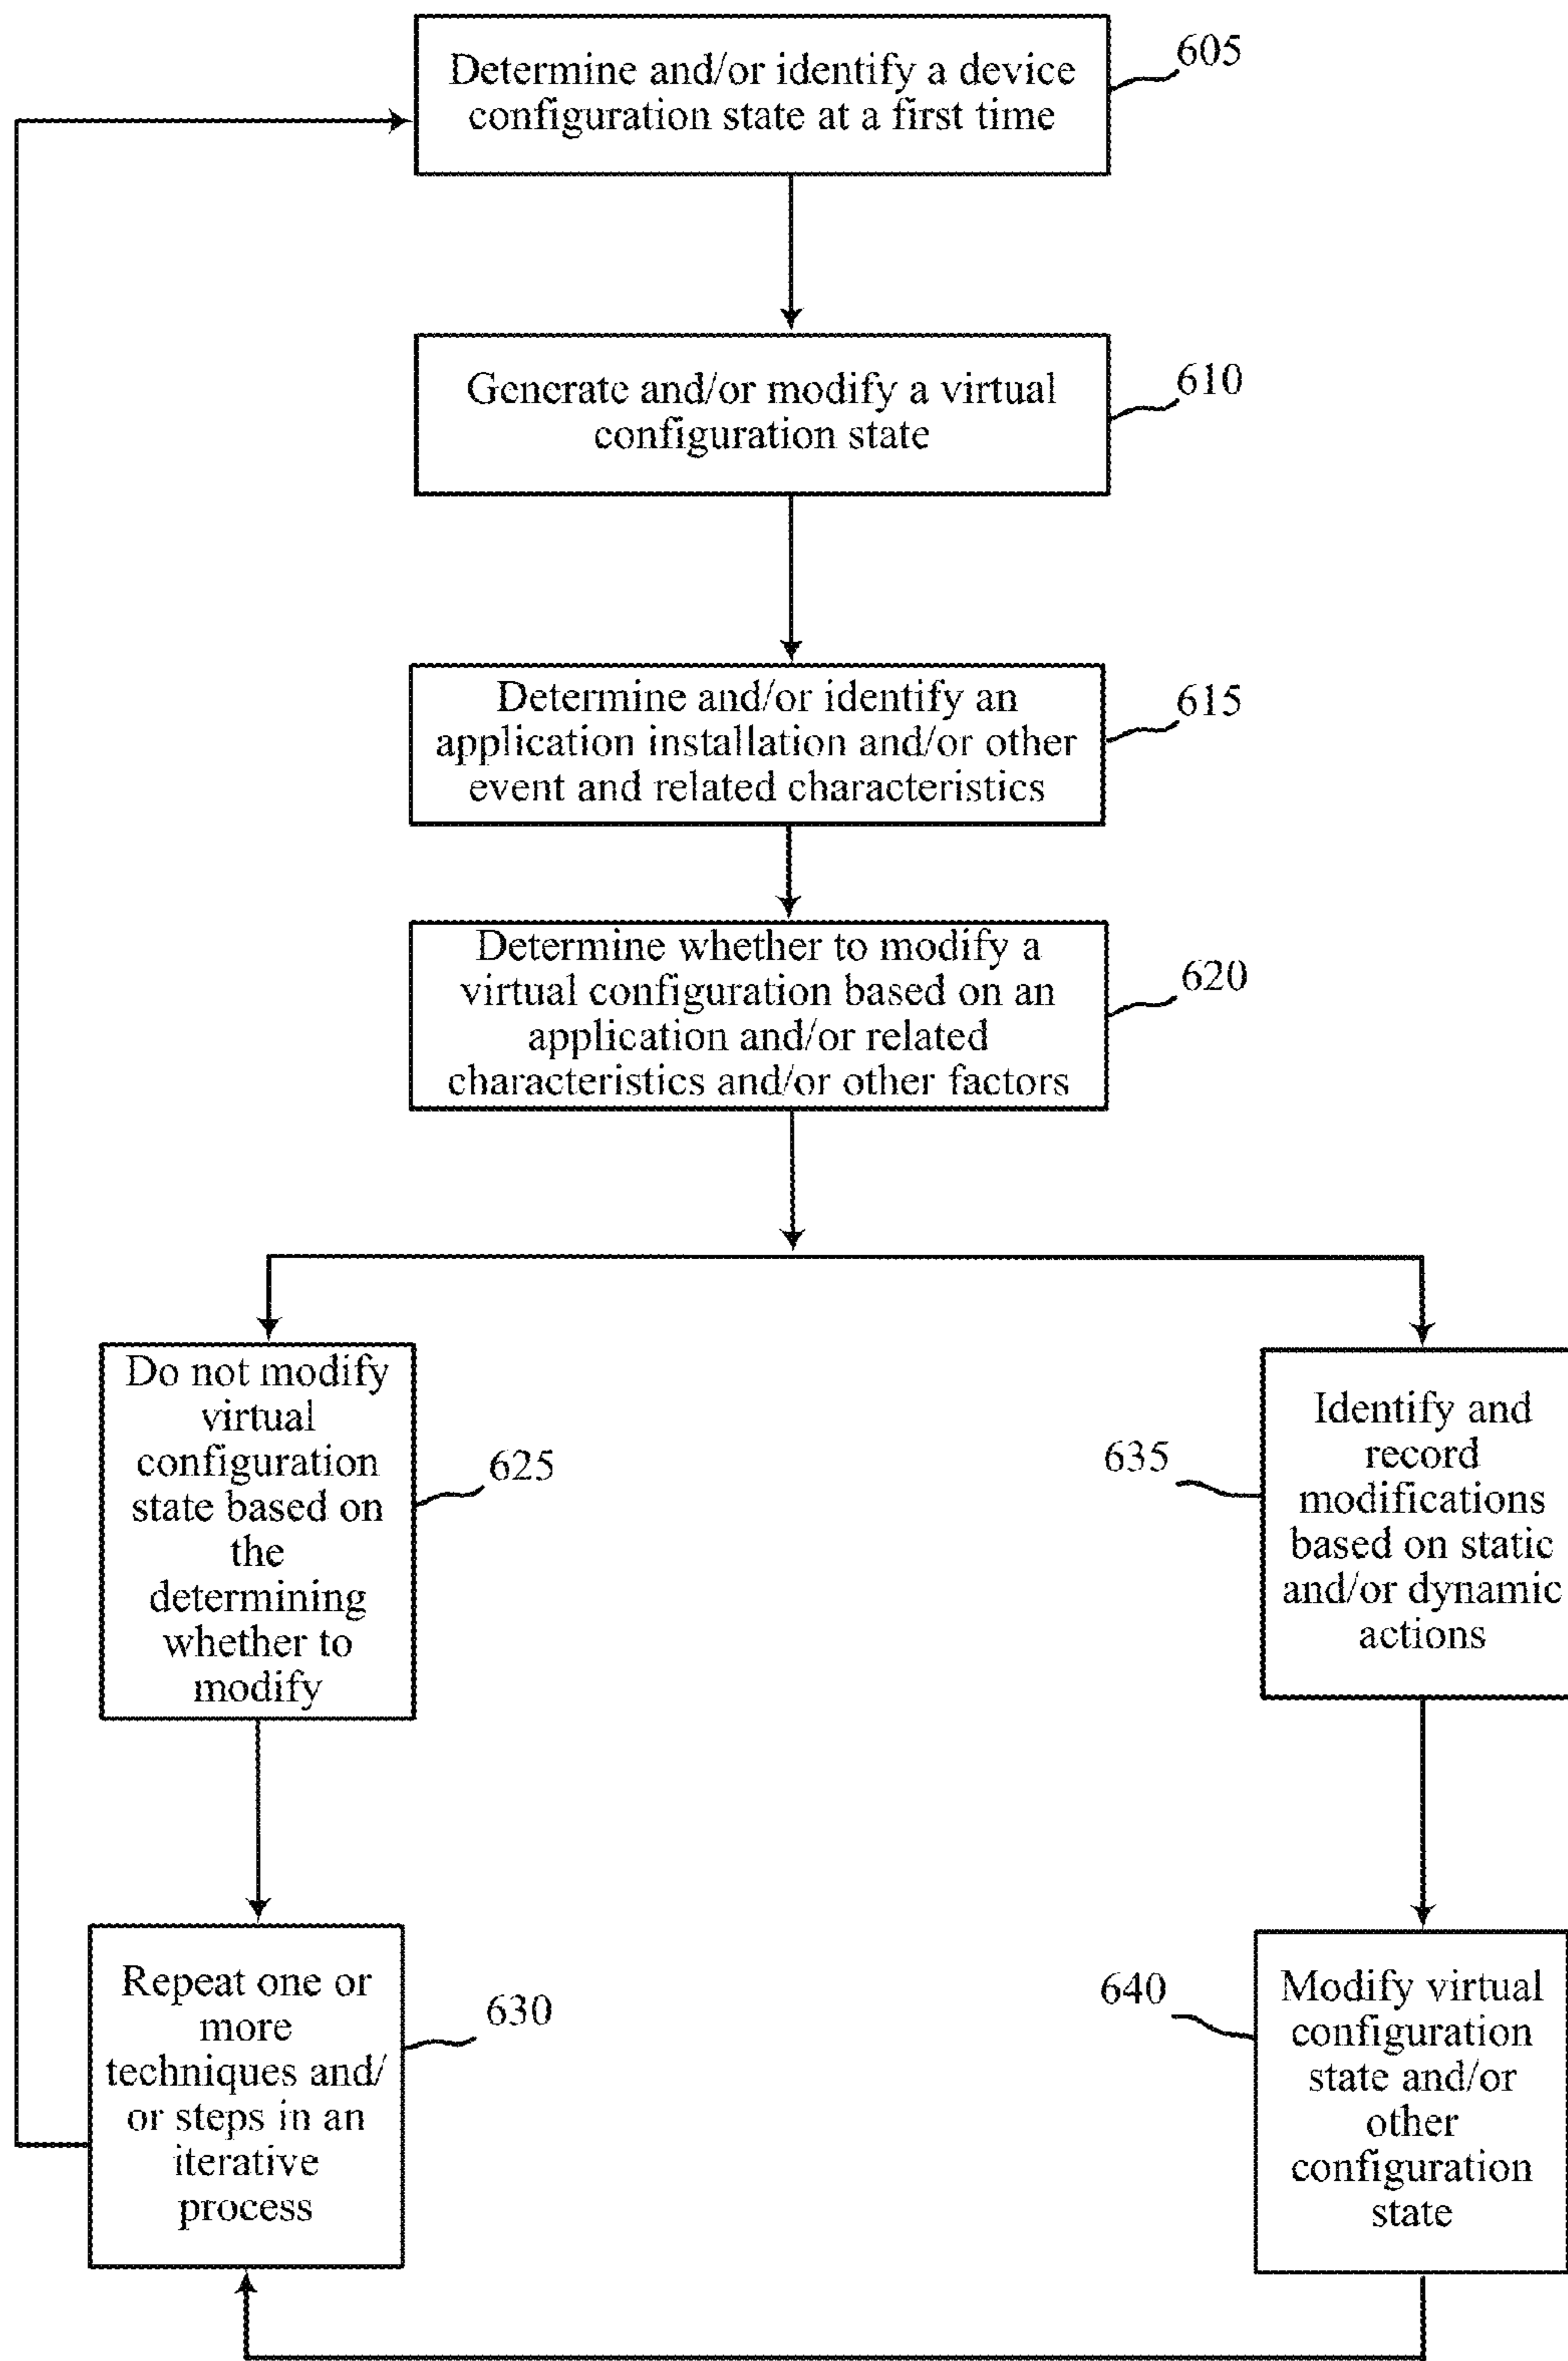 Determine and/or identify a device
configuration state at a first time
605
Generate and/or modify a virtual
configuration state
610
Determine and/or identify an
application installation and/or other
event and related characteristics
615
Determine whether to modify a
virtual configuration based on an
application and/or related
characteristics and/or other factors
620
Do not modify
virtual
configuration
state based on
the
determining
whether to
modify
625
635
Identify and
record
modifications
based on static
and/or dynamic
actions
Repeat one or
more
techniques and/
or steps in an
iterative
process
630
640
Modify virtual
configuration
state and/or
other
configuration
state